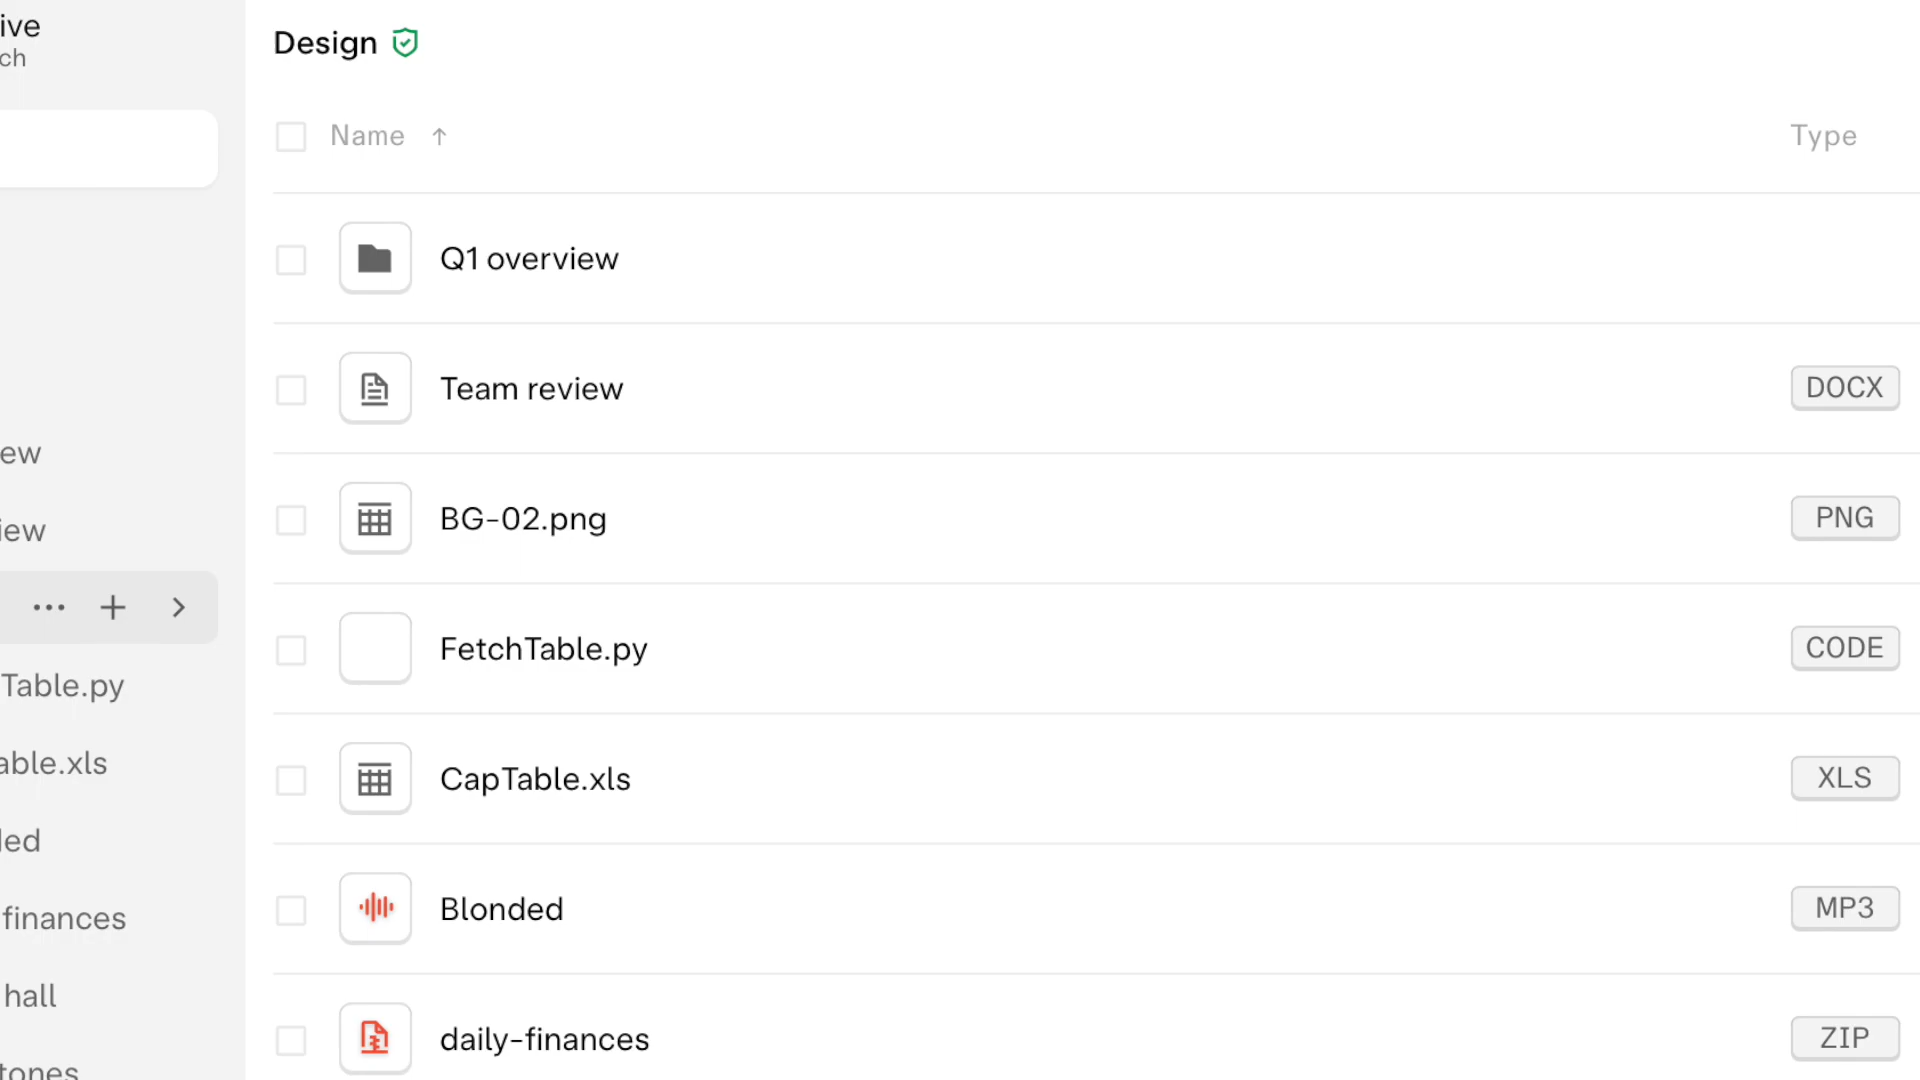 ive
ch
ew
iew
Table.py
able.xls
led
finances
hall
tones
Design
Name ↑
Type
Q1 overview
Team review
DOCX
BG-02.png
PNG
FetchTable.py
CODE
CapTable.xls
XLS
Blonded
MP3
daily-finances
ZIP